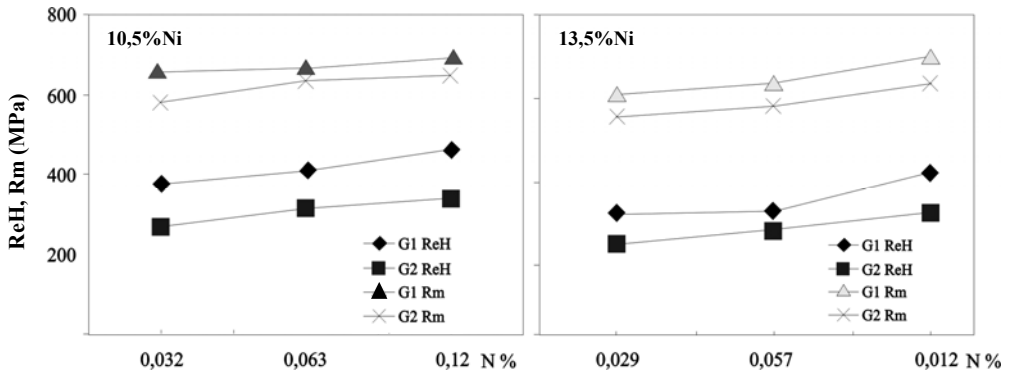 800
600
400
200
ReH, Rm (MPa)
10,5%Ni
G1 ReH
G2 ReH
G1 Rm
G2 Rm
0,032 0,063 0,12 N %
13,5%Ni
G1 ReH
G2 ReH
G1 Rm
G2 Rm
0,029 0,057 0,012 N %